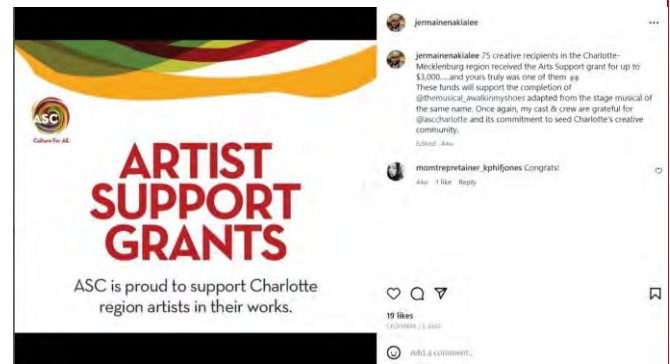 ASC
Culture For All.
ARTIST
SUPPORT
GRANTS
ASC is proud to support Charlotte
region artists in their works.
jermainenakialee
jermainenakialee 75 creative recipients in the Charlotte-
Mecklenburg region received the Arts Support grant for up to
$3,000....and yours truly was one of them
These funds will support the completion of
@themusical_awalkinmyshoes adapted from the stage musical of
the same name. Once again, my cast & crew are grateful for
@asccharlotte and its commitment to seed Charlotte's creative
community.
Edited
momtrepretainer_kphifjones Congrats!
1 like Reply
19 likes
DECEMBER
Add a comment...